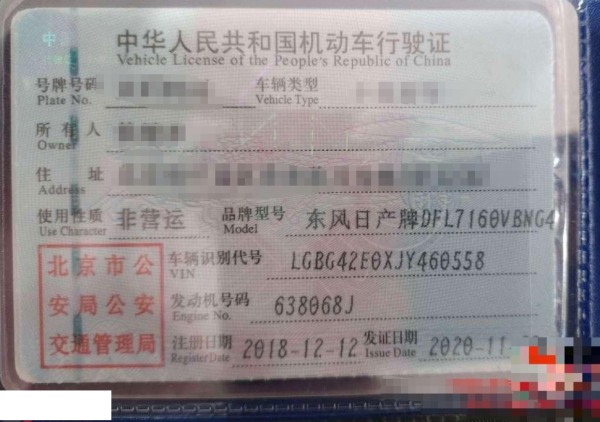 中华人民共和国机动车行驶证
Vehicle License of the People's Republic of China
号牌号码 车辆类型
Plate No. Vehicle Type
所有人
Owner
住址
Address
使用性质 非营运 品牌型号 东风日产牌DFL7160VBNG4
Use Character Model
北京市公
安局公安
交通管理局
车辆识别代号 LGBG42E0XJY460558
VIN
发动机号码 638068J
Engine No.
注册日期 2018-12-12 发证日期 2020-11
Register Date Issue Date